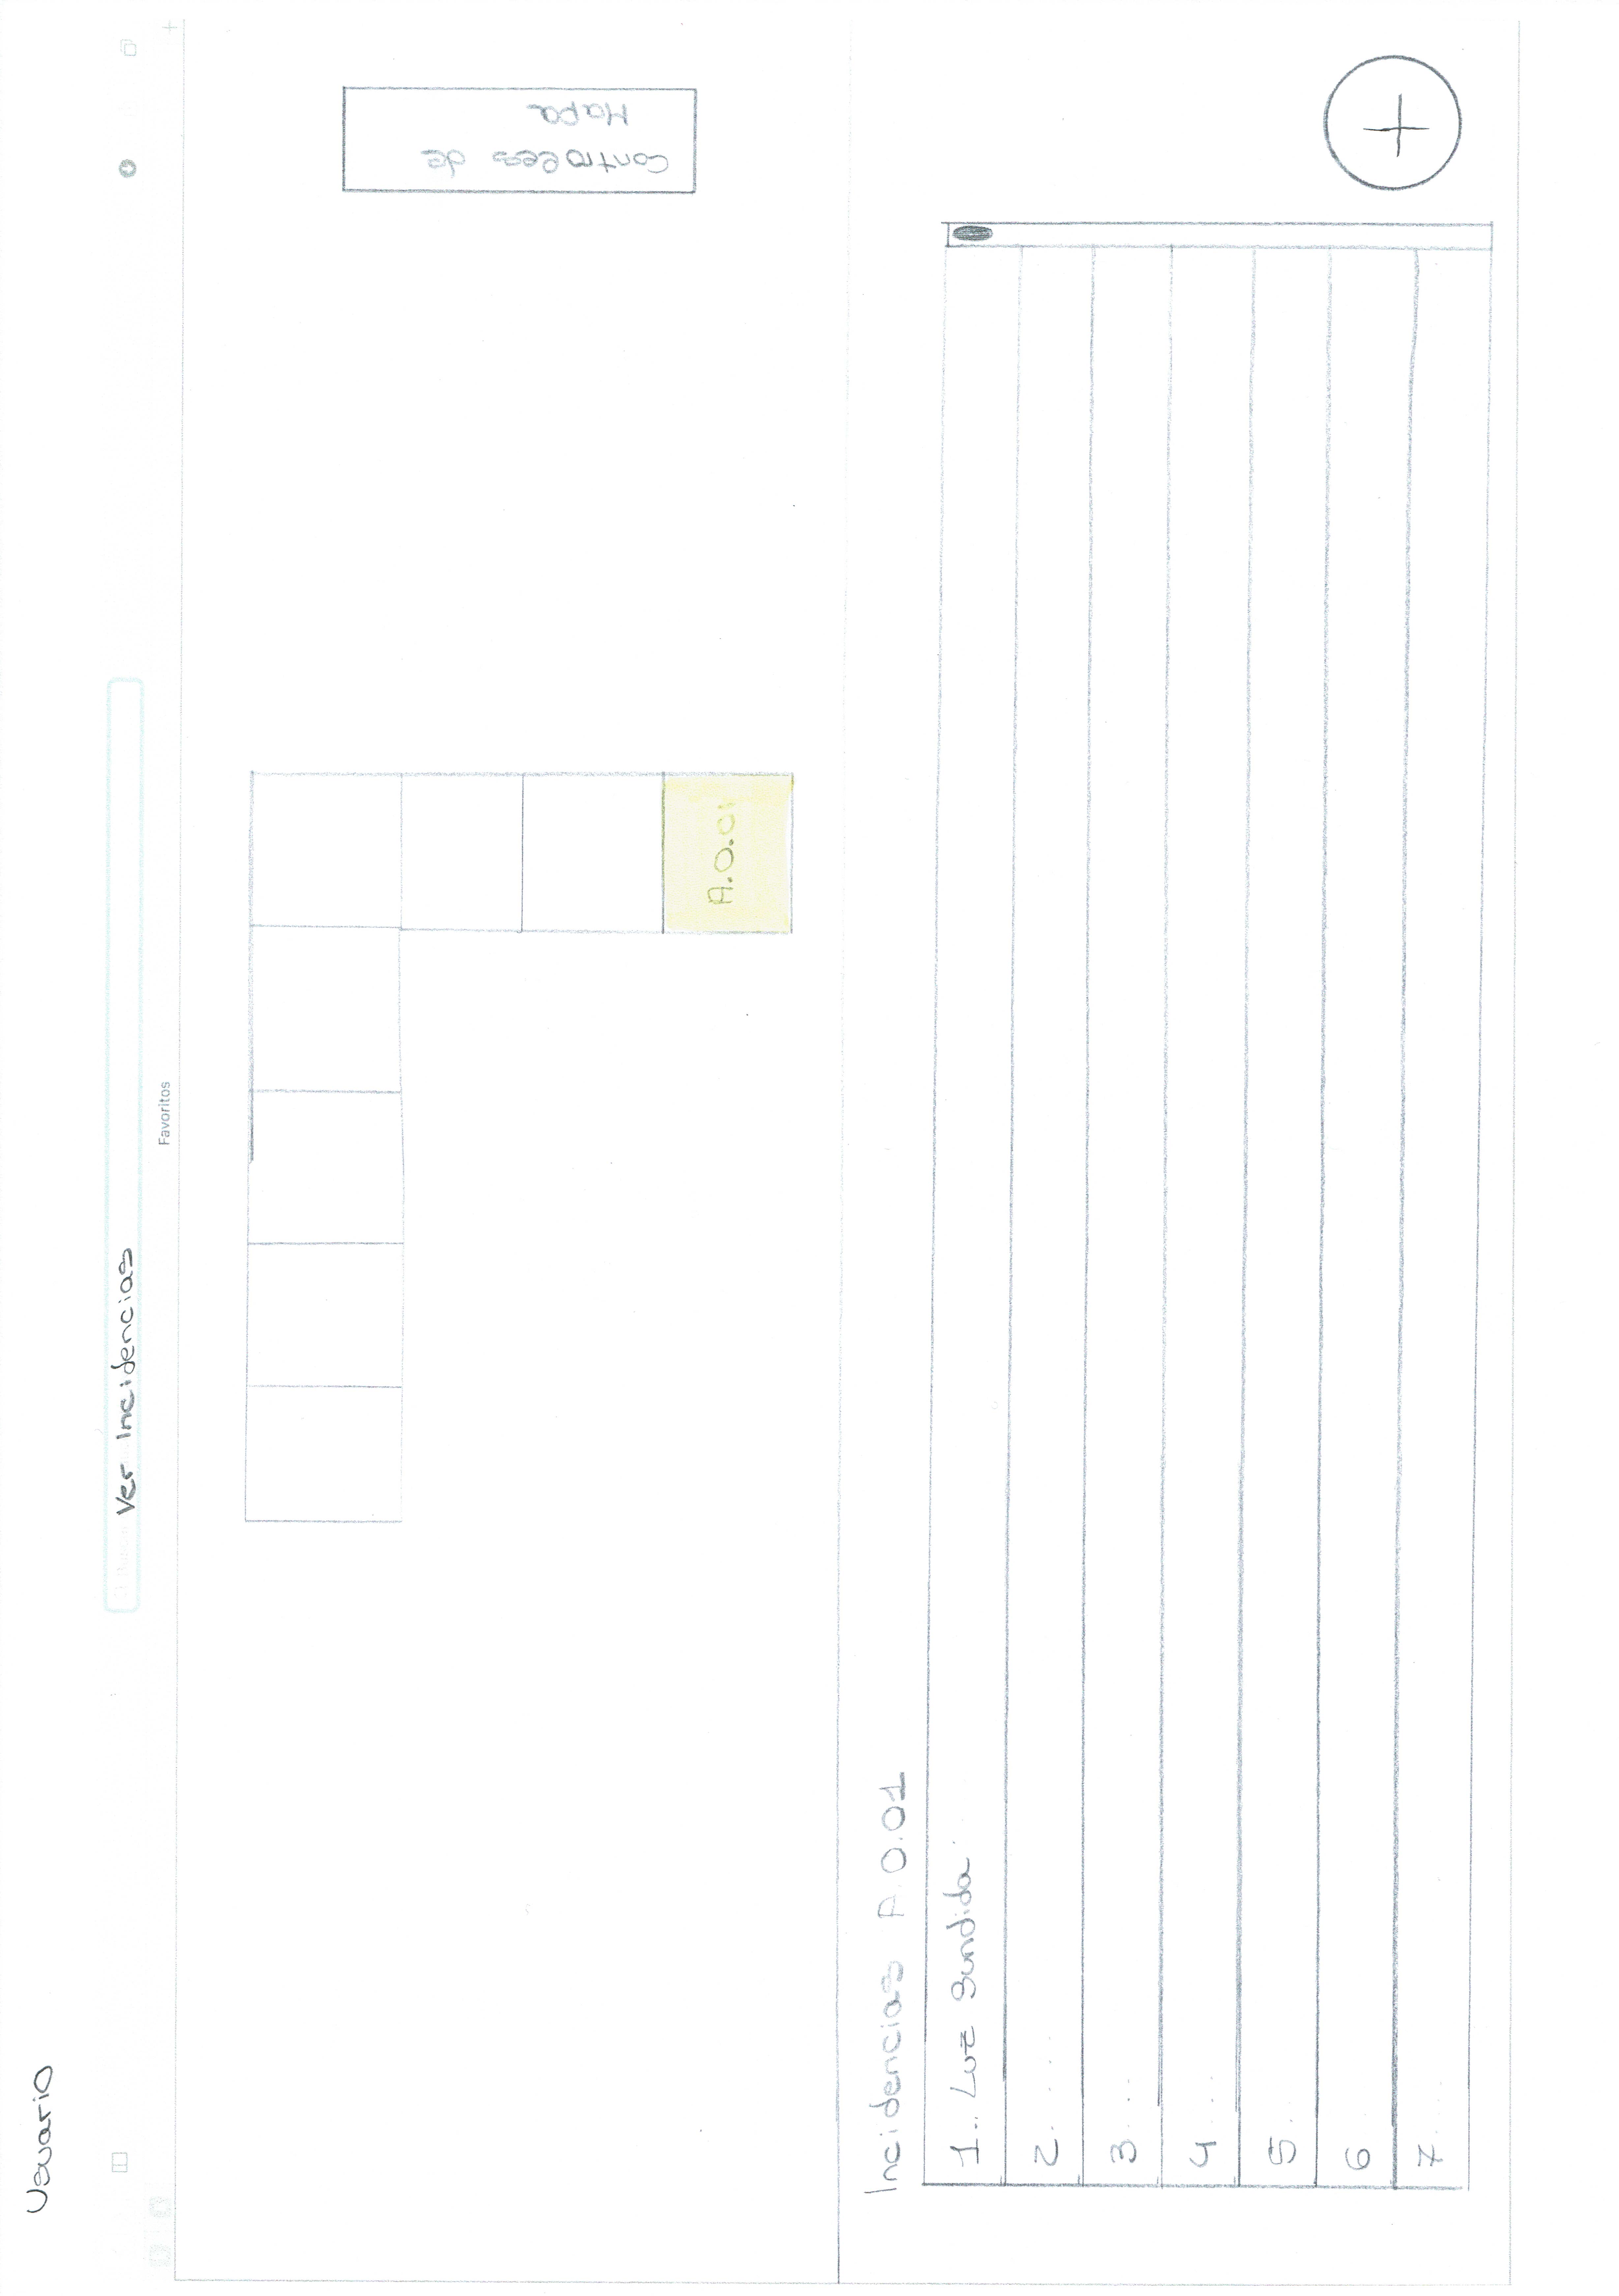 Usuario
Ver Incidencias
Favoritos
Controles de
Mapa
A.0.01
Incidencias A.0.01
1.. Luz Fundida.
2.....
3....
4....
5.
6
7....